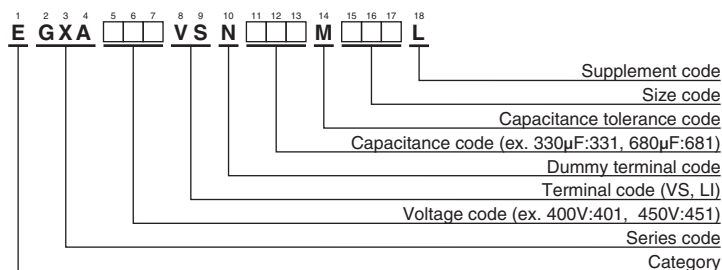 1 2 3 4 5 6 7 8 9 10 11 12 13 14 15 16 17 18
E GXA VS N M L
Supplement code
Size code
Capacitance tolerance code
Capacitance code (ex. 330μF:331, 680μF:681)
Dummy terminal code
Terminal code (VS, LI)
Voltage code (ex. 400V:401, 450V:451)
Series code
Category